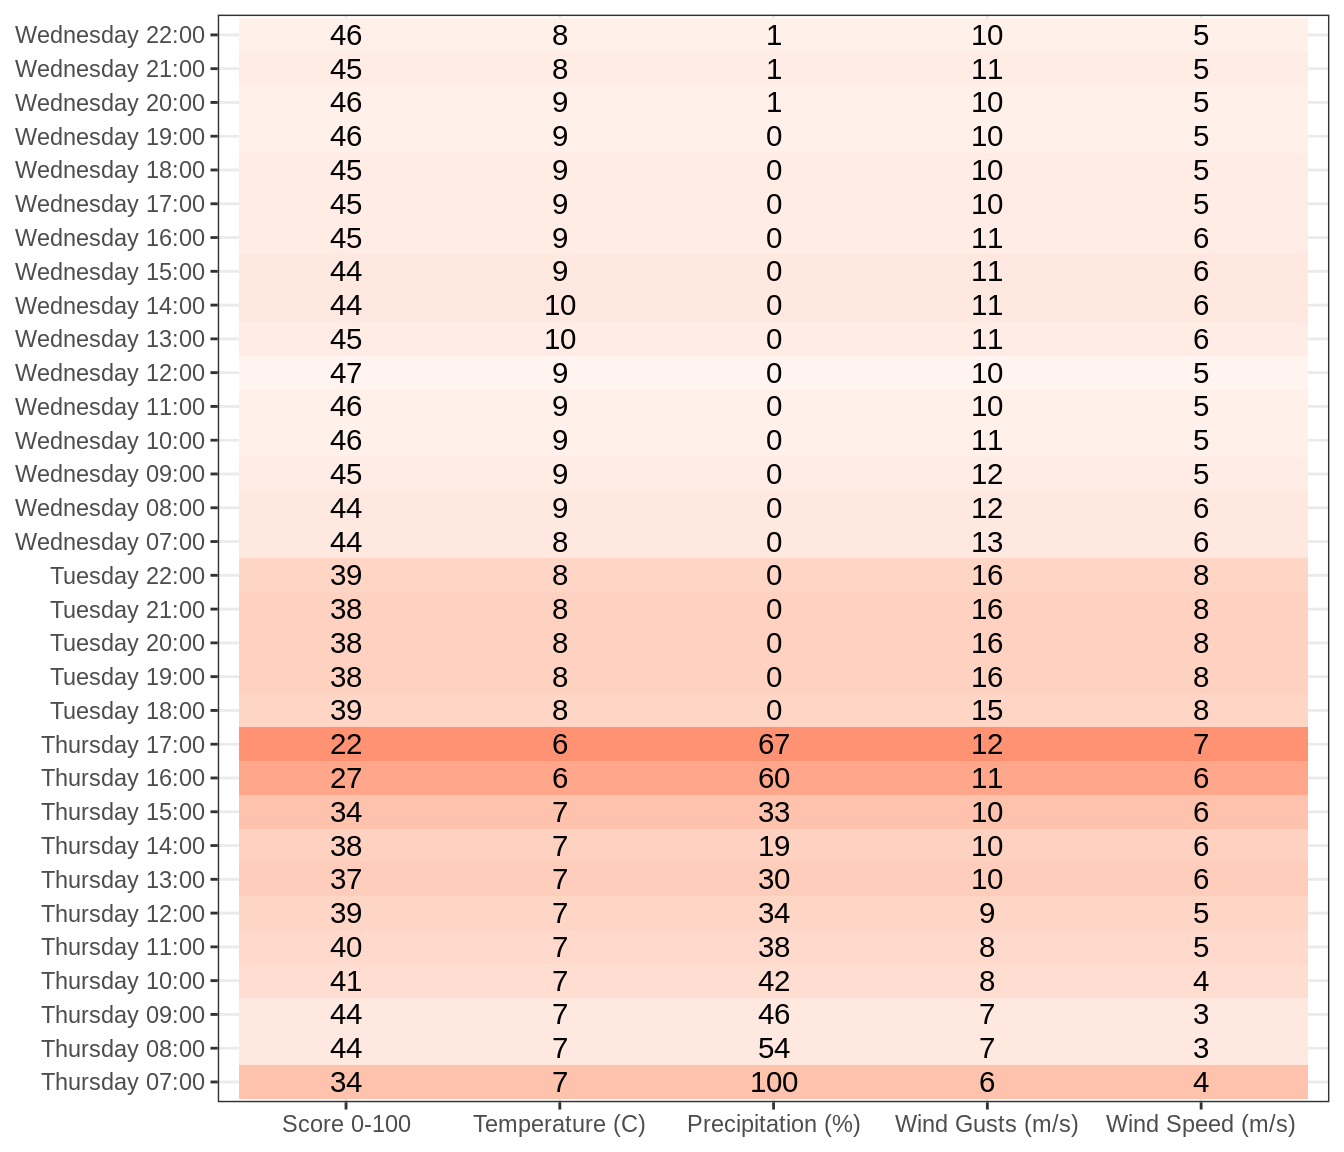 Wednesday 22:00 46 8 1 10 5
Wednesday 21:00 45 8 1 11 5
Wednesday 20:00 46 9 1 10 5
Wednesday 19:00 46 9 0 10 5
Wednesday 18:00 45 9 0 10 5
Wednesday 17:00 45 9 0 10 5
Wednesday 16:00 45 9 0 11 6
Wednesday 15:00 44 9 0 11 6
Wednesday 14:00 44 10 0 11 6
Wednesday 13:00 45 10 0 11 6
Wednesday 12:00 47 9 0 10 5
Wednesday 11:00 46 9 0 10 5
Wednesday 10:00 46 9 0 11 5
Wednesday 09:00 45 9 0 12 5
Wednesday 08:00 44 9 0 12 6
Wednesday 07:00 44 8 0 13 6
Tuesday 22:00 39 8 0 16 8
Tuesday 21:00 38 8 0 16 8
Tuesday 20:00 38 8 0 16 8
Tuesday 19:00 38 8 0 16 8
Tuesday 18:00 39 8 0 15 8
Thursday 17:00 22 6 67 12 7
Thursday 16:00 27 6 60 11 6
Thursday 15:00 34 7 33 10 6
Thursday 14:00 38 7 19 10 6
Thursday 13:00 37 7 30 10 6
Thursday 12:00 39 7 34 9 5
Thursday 11:00 40 7 38 8 5
Thursday 10:00 41 7 42 8 4
Thursday 09:00 44 7 46 7 3
Thursday 08:00 44 7 54 7 3
Thursday 07:00 34 7 100 6 4
Score 0-100 Temperature (C) Precipitation (%) Wind Gusts (m/s) Wind Speed (m/s)